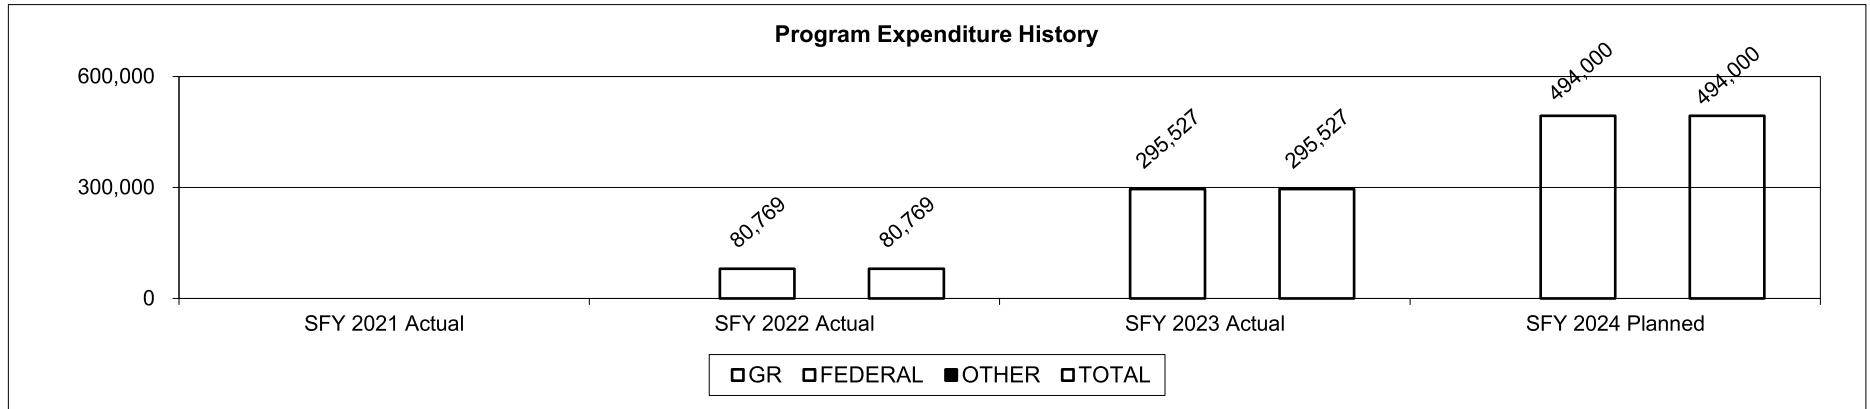 Program Expenditure History
600,000
300,000
0
80,769
80,769
295,527
295,527
494,000
494,000
SFY 2021 Actual
SFY 2022 Actual
SFY 2023 Actual
SFY 2024 Planned
GR FEDERAL OTHER TOTAL